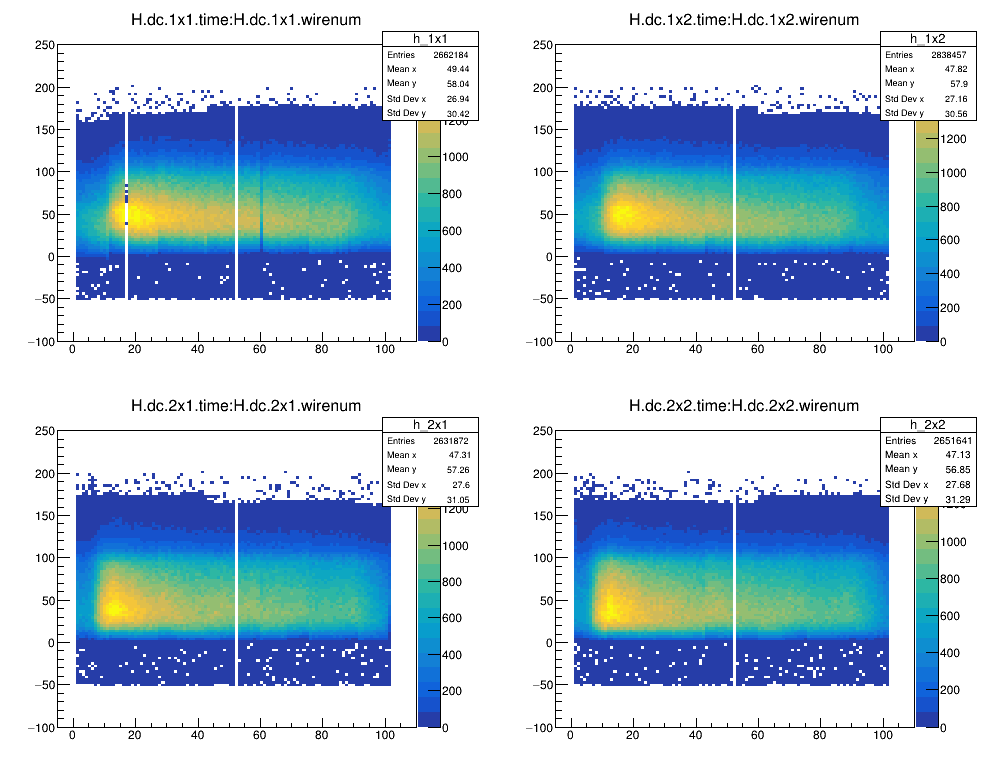 H.dc.1x1.time:H.dc.1x1.wirenum
h_1x1
Entries 2662184
Mean x 49.44
Mean y 58.04
Std Dev x 26.94
Std Dev y 30.42
250
200
150
100
50
0
−50
−100
0 20 40 60 80 100
1200
1000
800
600
400
200
0
H.dc.1x2.time:H.dc.1x2.wirenum
h_1x2
Entries 2838457
Mean x 47.82
Mean y 57.9
Std Dev x 27.16
Std Dev y 30.56
250
200
150
100
50
0
−50
−100
0 20 40 60 80 100
1200
1000
800
600
400
200
0
H.dc.2x1.time:H.dc.2x1.wirenum
h_2x1
Entries 2631872
Mean x 47.31
Mean y 57.26
Std Dev x 27.6
Std Dev y 31.05
250
200
150
100
50
0
−50
−100
0 20 40 60 80 100
1200
1000
800
600
400
200
0
H.dc.2x2.time:H.dc.2x2.wirenum
h_2x2
Entries 2651641
Mean x 47.13
Mean y 56.85
Std Dev x 27.68
Std Dev y 31.29
250
200
150
100
50
0
−50
−100
0 20 40 60 80 100
1000
800
600
400
200
0